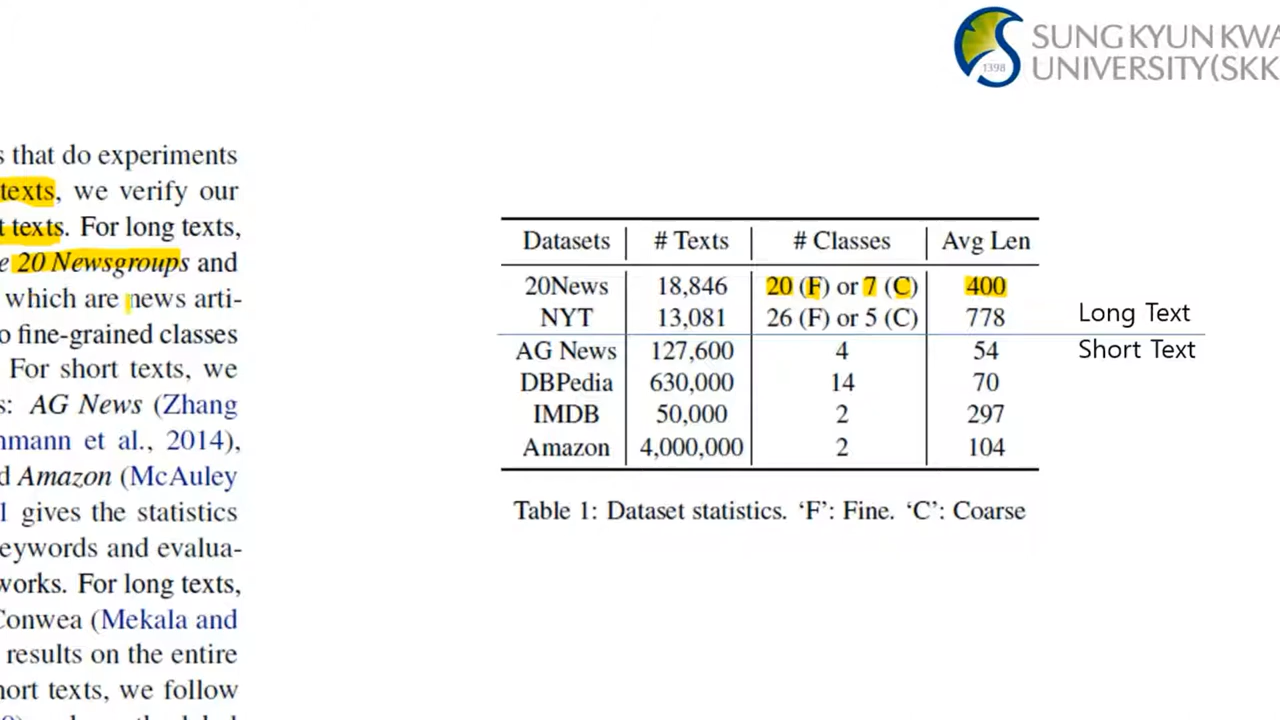 SUNGKYUNKWA
UNIVERSITY(SKK
1398
s that do experiments
texts, we verify our
t texts. For long texts,
e 20 Newsgroups and
which are news arti-
o fine-grained classes
For short texts, we
s: AG News (Zhang
nmann et al., 2014),
d Amazon (McAuley
1 gives the statistics
eywords and evalua-
works. For long texts,
Conwea (Mekala and
results on the entire
hort texts, we follow
Datasets # Texts # Classes Avg Len
20News 18,846 20 (F) or 7 (C) 400
NYT 13,081 26 (F) or 5 (C) 778
AG News 127,600 4 54
DBPedia 630,000 14 70
IMDB 50,000 2 297
Amazon 4,000,000 2 104
Long Text
Short Text
Table 1: Dataset statistics. ‘F’: Fine. ‘C’: Coarse